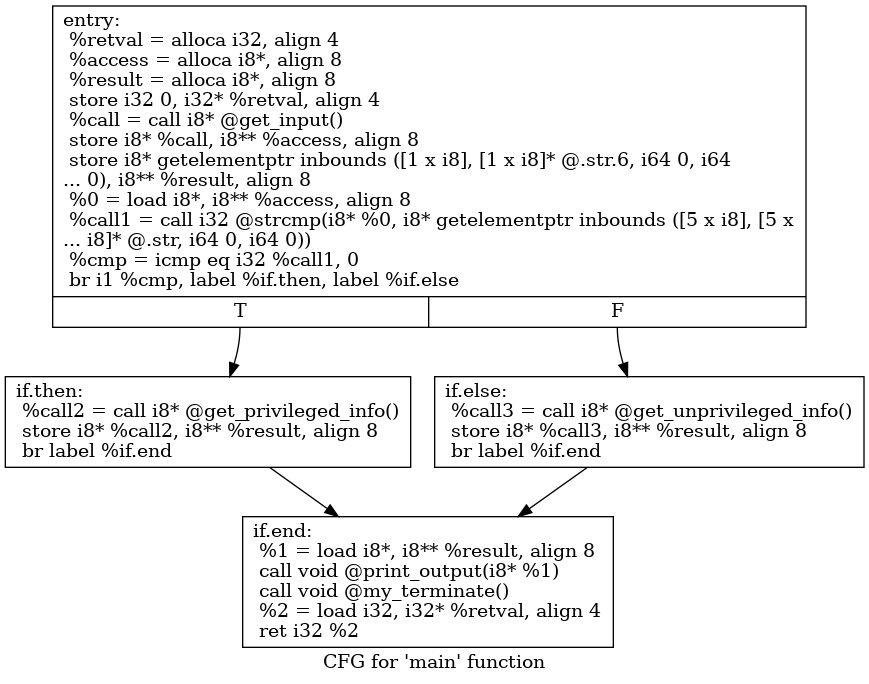 entry:
%retval = alloca i32, align 4
%access = alloca i8*, align 8
%result = alloca i8*, align 8
store i32 0, i32* %retval, align 4
%call = call i8* @get_input()
store i8* %call, i8** %access, align 8
store i8* getelementptr inbounds ([1 x i8], [1 x i8]* @.str.6, i64 0, i64
... 0), i8** %result, align 8
%0 = load i8*, i8** %access, align 8
%call1 = call i32 @strcmp(i8* %0, i8* getelementptr inbounds ([5 x i8], [5 x
... i8]* @.str, i64 0, i64 0))
%cmp = icmp eq i32 %call1, 0
br i1 %cmp, label %if.then, label %if.else
T
F
if.then:
%call2 = call i8* @get_privileged_info()
store i8* %call2, i8** %result, align 8
br label %if.end
if.else:
%call3 = call i8* @get_unprivileged_info()
store i8* %call3, i8** %result, align 8
br label %if.end
if.end:
%1 = load i8*, i8** %result, align 8
call void @print_output(i8* %1)
call void @my_terminate()
%2 = load i32, i32* %retval, align 4
ret i32 %2
CFG for 'main' function